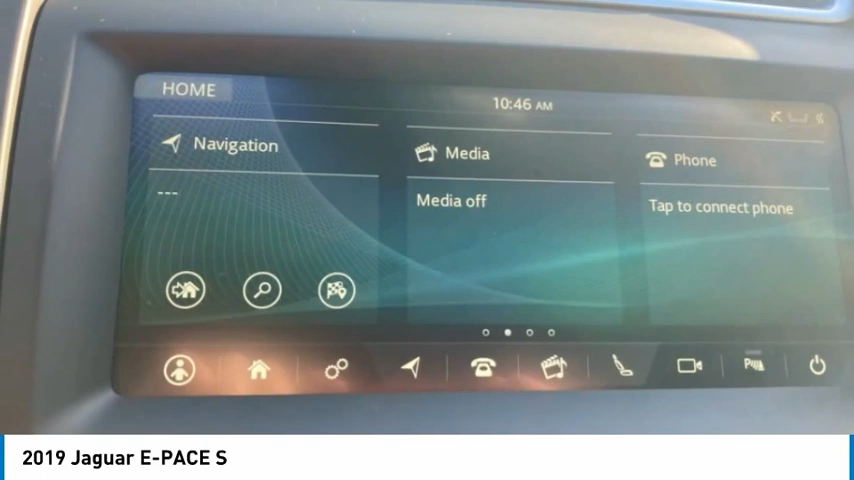 HOME
10:46 AM
Navigation
Media
Phone
---
Media off
Tap to connect phone
2019 Jaguar E-PACE S